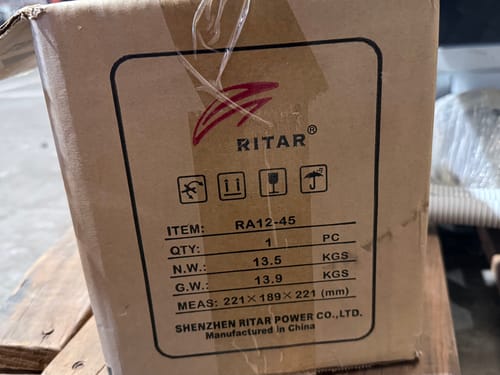 RITAR®
ITEM: RA12-45
QTY: 1 PC
N.W.: 13.5 KGS
G.W.: 13.9 KGS
MEAS: 221×189×221 (mm)
SHENZHEN RITAR POWER CO.,LTD.
Manufactured in China